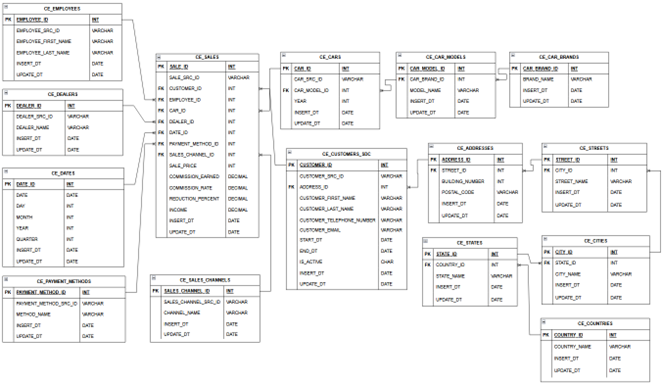 CE_EMPLOYEES
PK EMPLOYEE_ID INT
EMPLOYEE_SRC_ID VARCHAR
EMPLOYEE_FIRST_NAME VARCHAR
EMPLOYEE_LAST_NAME VARCHAR
INSERT_DT DATE
UPDATE_DT DATE
CE_DEALERS
PK DEALER_ID INT
DEALER_SRC_ID VARCHAR
DEALER_NAME VARCHAR
INSERT_DT DATE
UPDATE_DT DATE
CE_DATES
PK DATE_ID INT
DATE DATE
DAY INT
MONTH INT
YEAR INT
QUARTER INT
INSERT_DT DATE
UPDATE_DT DATE
CE_PAYMENT_METHODS
PK PAYMENT_METHOD_ID INT
PAYMENT_METHOD_SRC_ID VARCHAR
METHOD_NAME VARCHAR
INSERT_DT DATE
UPDATE_DT DATE
CE_SALES
PK SALE_ID INT
SALE_SRC_ID VARCHAR
FK CUSTOMER_ID INT
FK EMPLOYEE_ID INT
FK CAR_ID INT
FK DEALER_ID INT
FK DATE_ID INT
FK PAYMENT_METHOD_ID INT
FK SALES_CHANNEL_ID INT
SALE_PRICE INT
COMMISSION_EARNED DECIMAL
COMMISSION_RATE DECIMAL
REDUCTION_PERCENT DECIMAL
INCOME DECIMAL
INSERT_DT DATE
UPDATE_DT DATE
CE_SALES_CHANNELS
PK SALES_CHANNEL_ID INT
SALES_CHANNEL_SRC_ID VARCHAR
CHANNEL_NAME VARCHAR
INSERT_DT DATE
UPDATE_DT DATE
CE_CARS
PK CAR_ID INT
CAR_SRC_ID VARCHAR
FK CAR_MODEL_ID INT
YEAR INT
INSERT_DT DATE
UPDATE_DT DATE
CE_CAR_MODELS
PK CAR_MODEL_ID INT
FK CAR_BRAND_ID INT
MODEL_NAME VARCHAR
INSERT_DT DATE
UPDATE_DT DATE
CE_CAR_BRANDS
PK CAR_BRAND_ID INT
BRAND_NAME VARCHAR
INSERT_DT DATE
UPDATE_DT DATE
CE_CUSTOMERS_SDC
PK CUSTOMER_ID INT
CUSTOMER_SRC_ID VARCHAR
FK ADDRESS_ID INT
CUSTOMER_FIRST_NAME VARCHAR
CUSTOMER_LAST_NAME VARCHAR
CUSTOMER_TELEPHONE_NUMBER VARCHAR
CUSTOMER_EMAIL VARCHAR
START_DT DATE
END_DT DATE
IS_ACTIVE CHAR
INSERT_DT DATE
UPDATE_DT DATE
CE_ADDRESSES
PK ADDRESS_ID INT
FK STREET_ID INT
BUILDING_NUMBER INT
POSTAL_CODE VARCHAR
INSERT_DT DATE
UPDATE_DT DATE
CE_STREETS
PK STREET_ID INT
FK CITY_ID INT
STREET_NAME VARCHAR
INSERT_DT DATE
UPDATE_DT DATE
CE_STATES
PK STATE_ID INT
FK COUNTRY_ID INT
STATE_NAME VARCHAR
INSERT_DT DATE
UPDATE_DT DATE
CE_CITIES
PK CITY_ID INT
FK STATE_ID INT
CITY_NAME VARCHAR
INSERT_DT DATE
UPDATE_DT DATE
CE_COUNTRIES
PK COUNTRY_ID INT
COUNTRY_NAME VARCHAR
INSERT_DT DATE
UPDATE_DT DATE